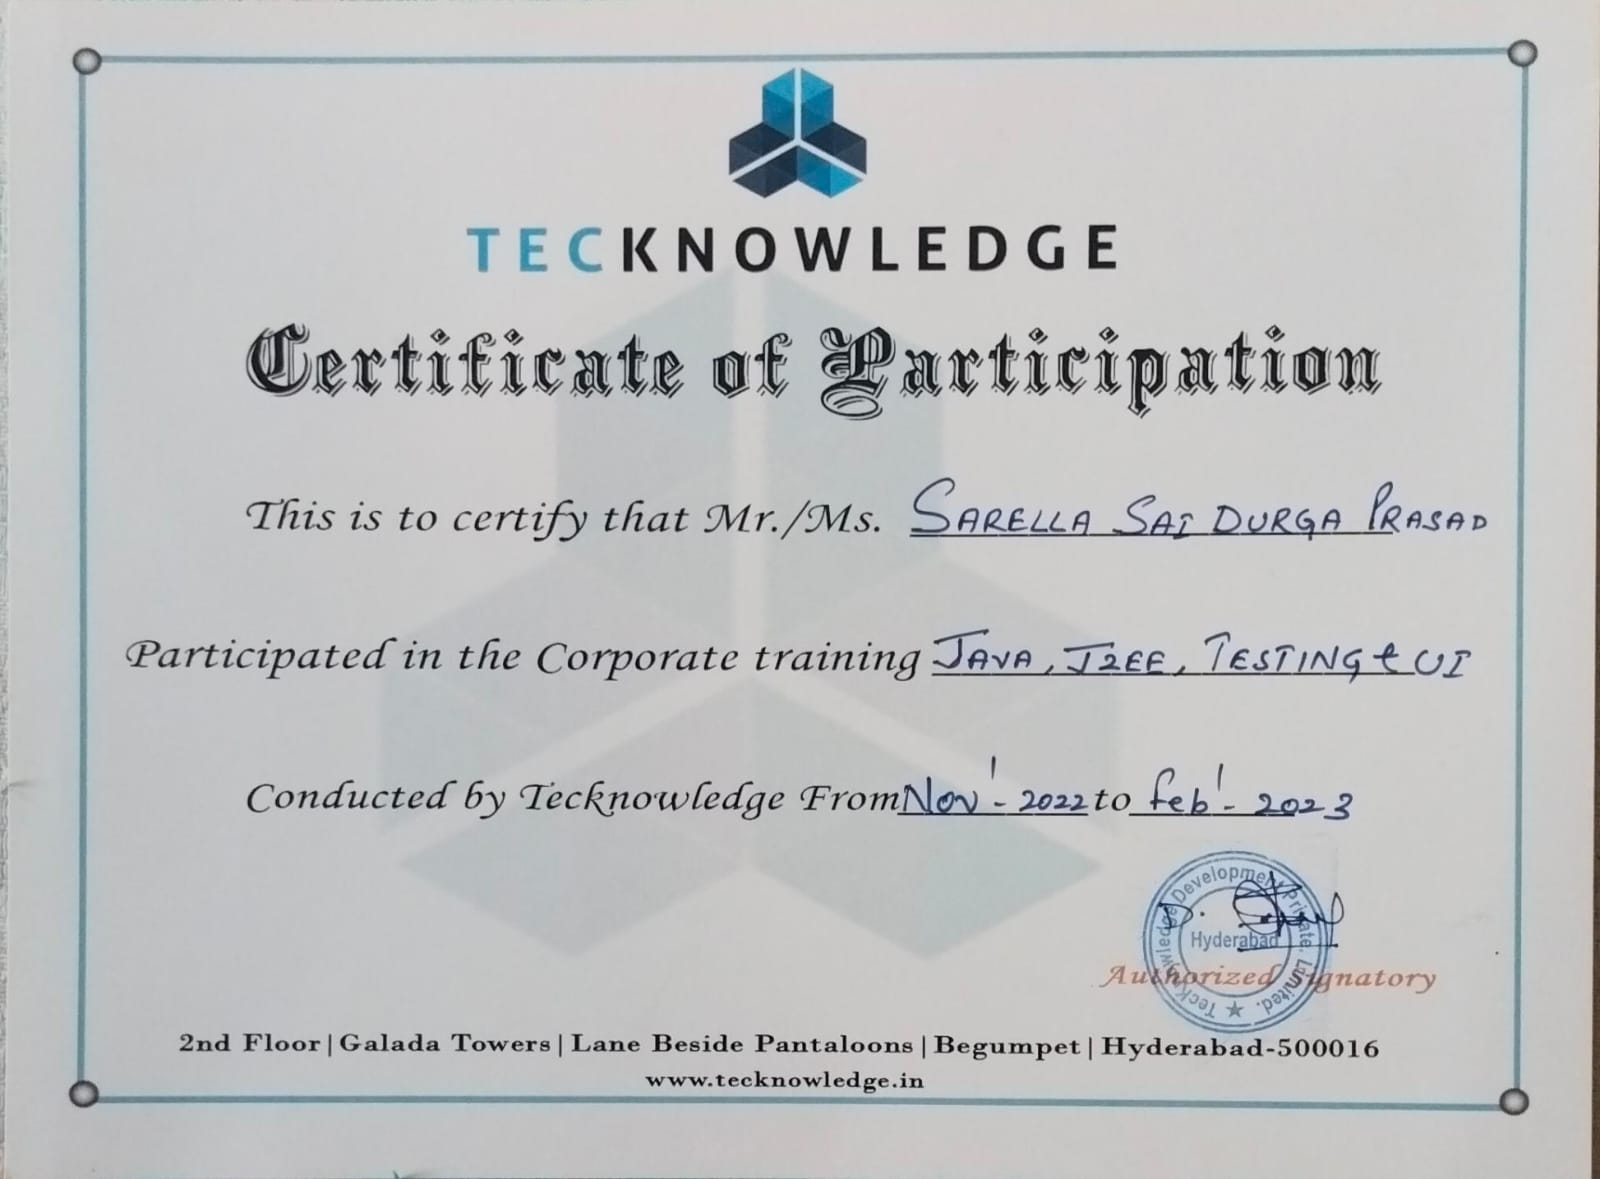 TECKNOWLEDGE
Certificate of Participation
This is to certify that Mr./Ms. SARELLA SAI DURGA PRASAD
Participated in the Corporate training JAVA, J2EE, TESTING & UI
Conducted by Tecknowledge From Nov' - 2022 to feb' - 2023
Tecknowledge Development Private Limited.
Hyderabad
Authorized Signatory
2nd Floor|Galada Towers|Lane Beside Pantaloons|Begumpet|Hyderabad-500016
www.tecknowledge.in